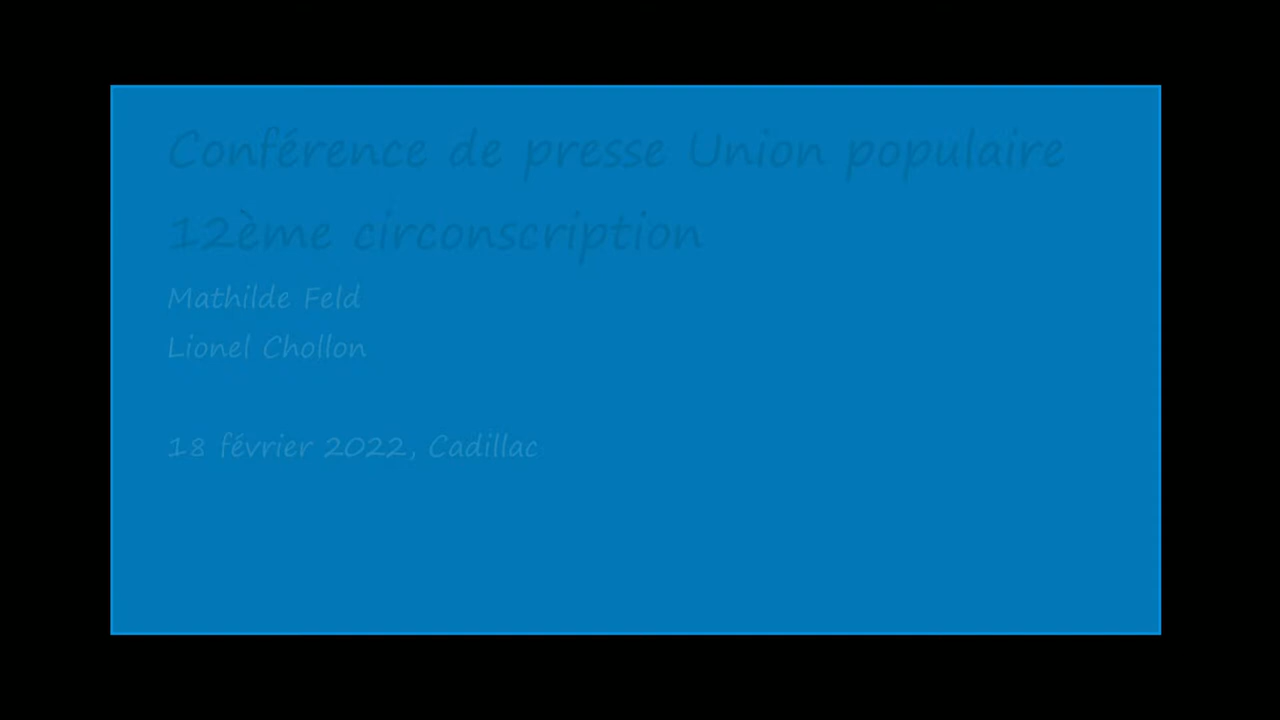 Conférence de presse Union populaire
12ème circonscription
Mathilde Feld
Lionel Chollon
18 février 2022, Cadillac